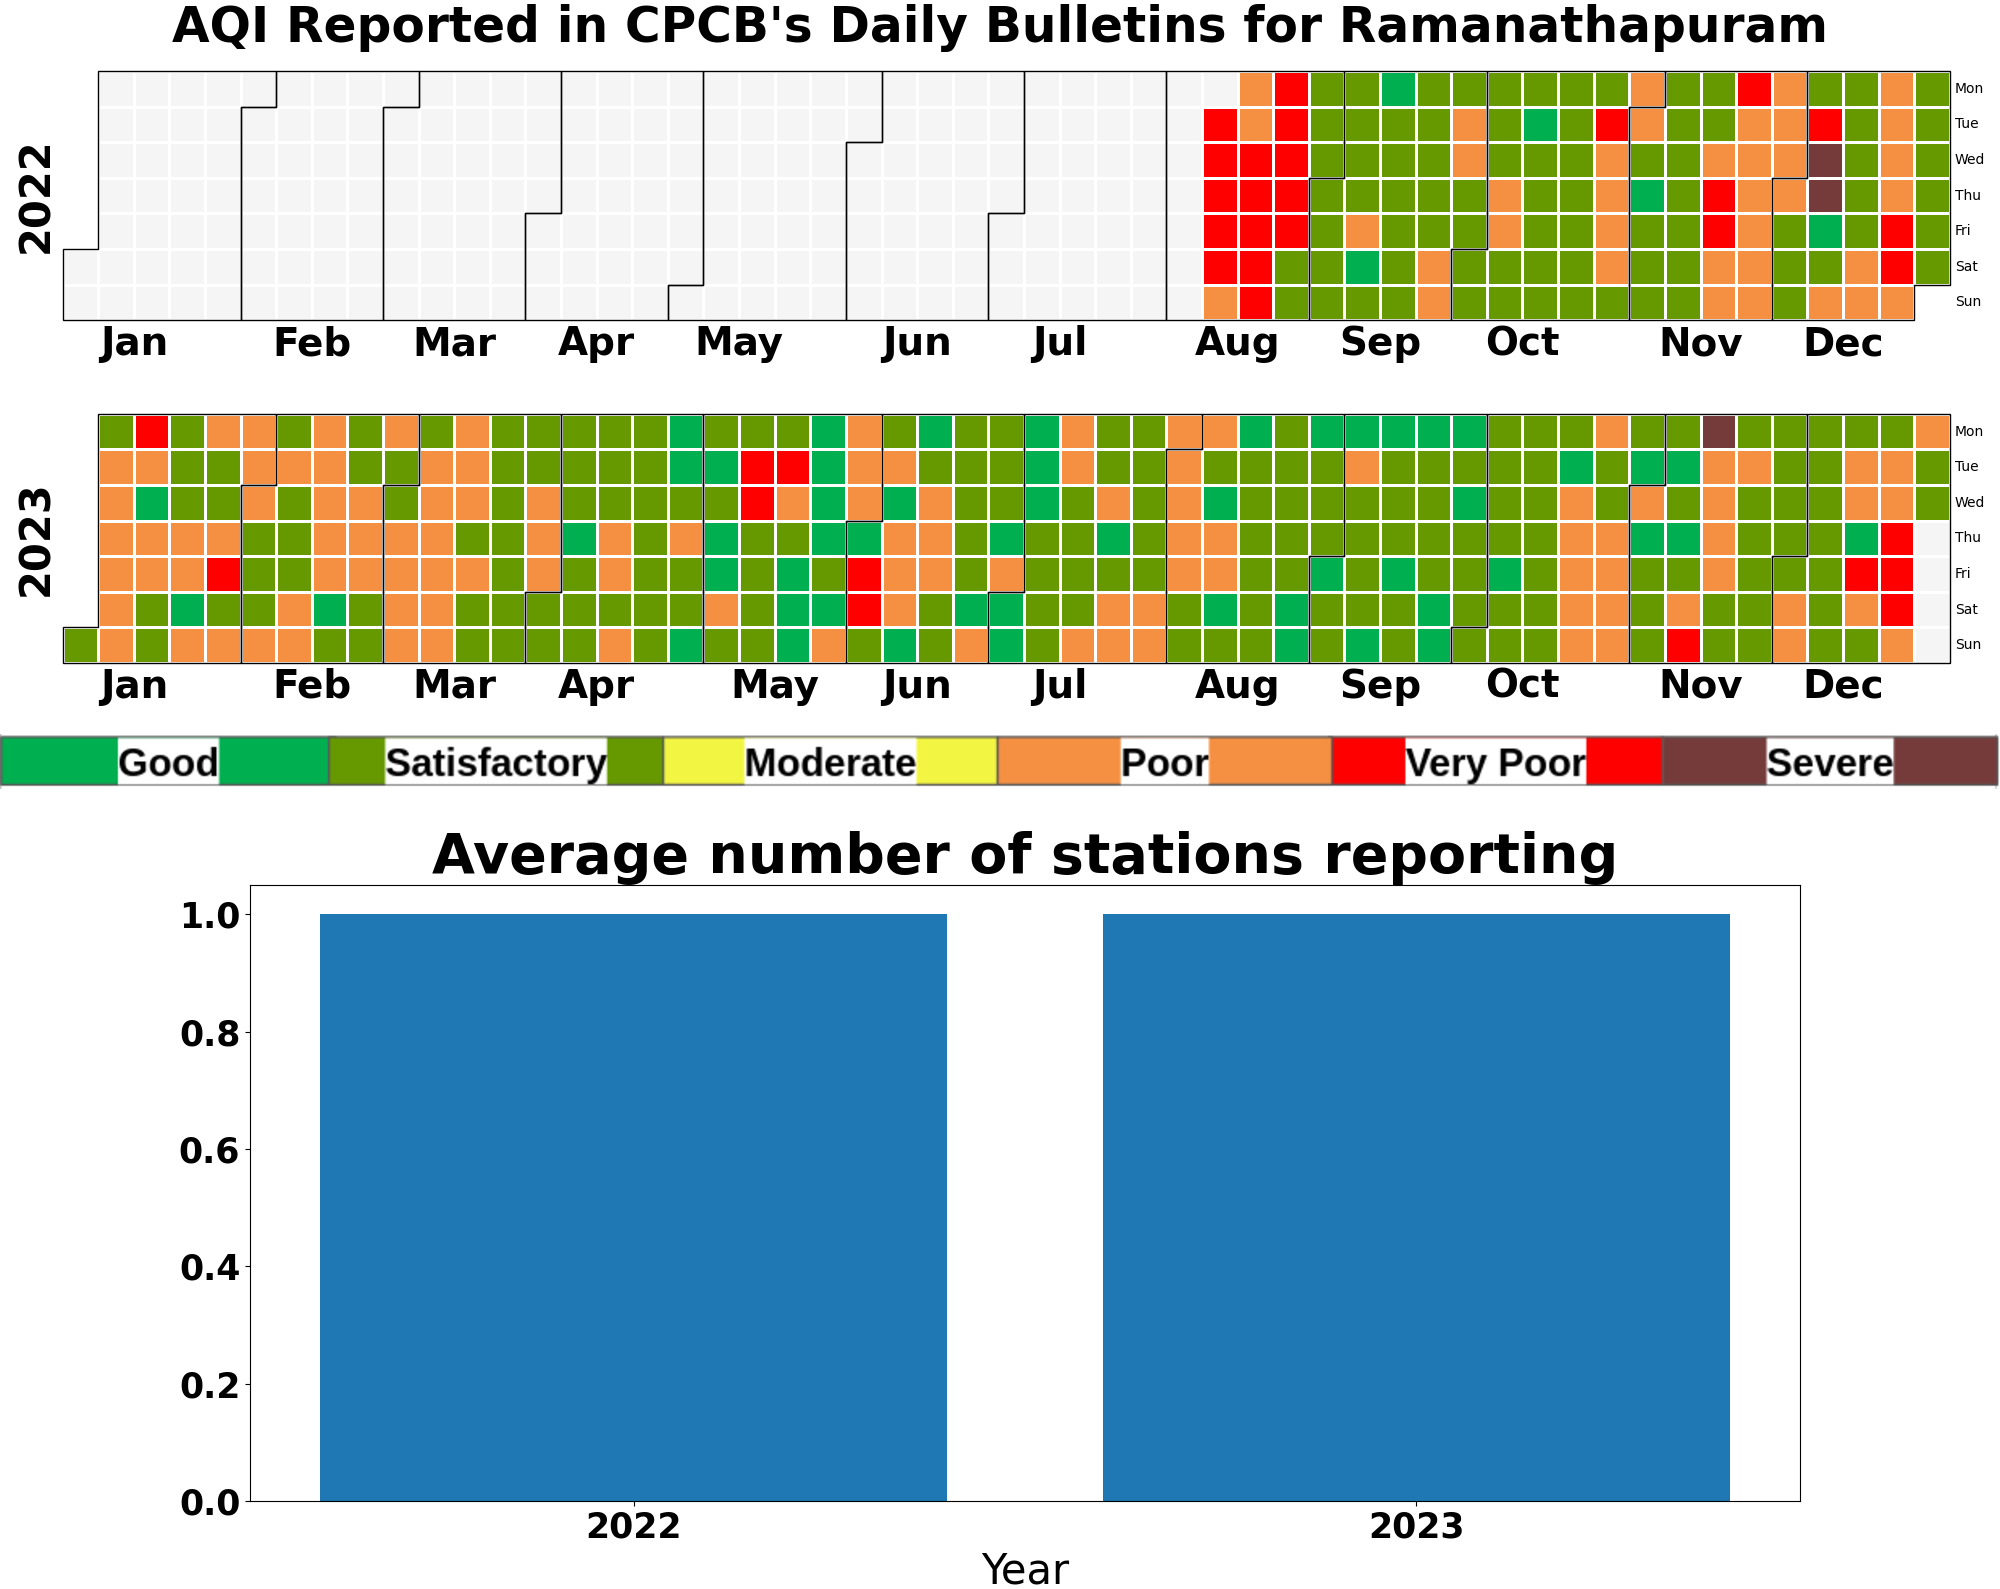 AQI Reported in CPCB's Daily Bulletins for Ramanathapuram
2022
Mon
Tue
Wed
Thu
Fri
Sat
Sun
Jan Feb Mar Apr May Jun Jul Aug Sep Oct Nov Dec
2023
Mon
Tue
Wed
Thu
Fri
Sat
Sun
Jan Feb Mar Apr May Jun Jul Aug Sep Oct Nov Dec
Good Satisfactory Moderate Poor Very Poor Severe
Average number of stations reporting
1.0
0.8
0.6
0.4
0.2
0.0
2022 2023
Year